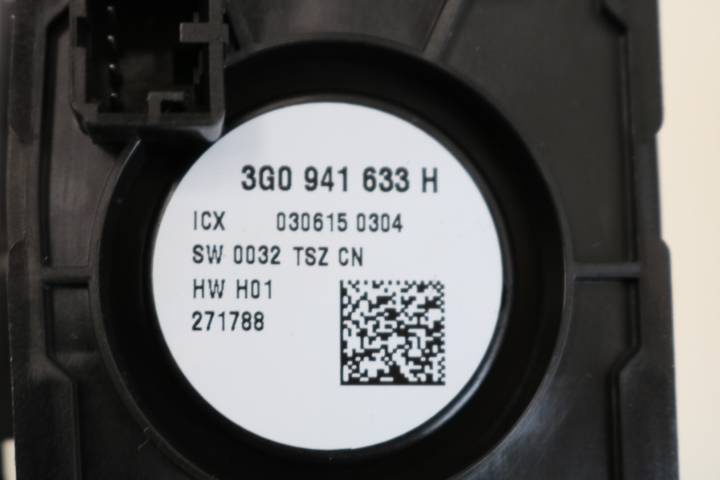 3G0 941 633 H
ICX 030615 0304
SW 0032 TSZ CN
HW H01
271788